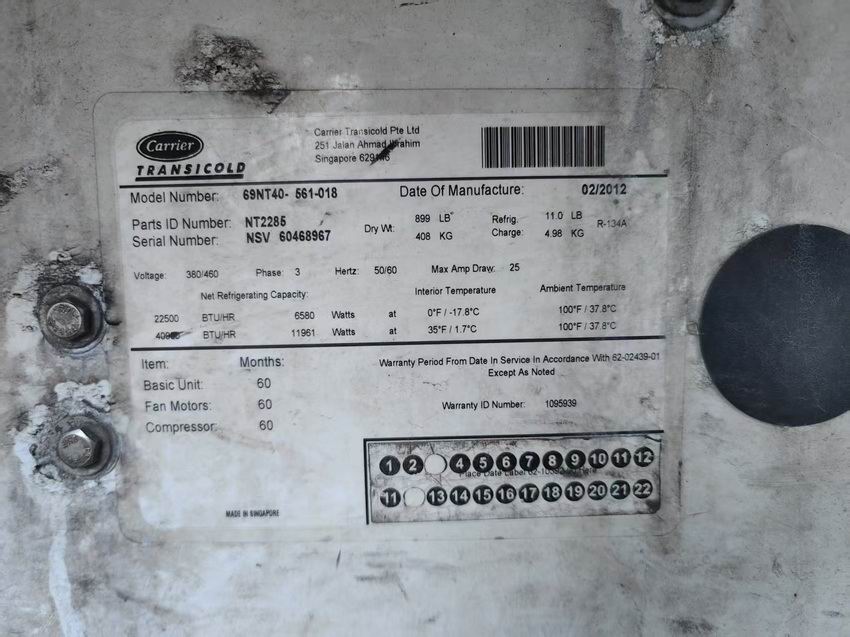 Carrier
TRANSICOLD
Carrier Transicold Pte Ltd
251 Jalan Ahmad Ibrahim
Singapore
Model Number: 69NT40- 561-018 Date Of Manufacture: 02/2012
Parts ID Number: NT2285
Serial Number: NSV 60468967
Dry Wt: 899 LB Refrig. 11.0 LB R-134A
408 KG Charge: 4.98 KG
Voltage: 380/460 Phase: 3 Hertz: 50/60 Max Amp Draw: 25
Net Refrigerating Capacity: Interior Temperature Ambient Temperature
22500 BTU/HR 6580 Watts at 0°F / -17.8°C 100°F / 37.8°C
BTU/HR 11961 Watts at 35°F / 1.7°C 100°F / 37.8°C
Item: Months:
Basic Unit: 60
Fan Motors: 60
Compressor: 60
Warranty Period From Date In Service In Accordance With 62-02439-01
Except As Noted
Warranty ID Number: 1095939
1 2 4 5 6 7 8 9 10 11 12
Place Date Label Here
11 13 14 15 16 17 18 19 20 21 22
MADE IN SINGAPORE